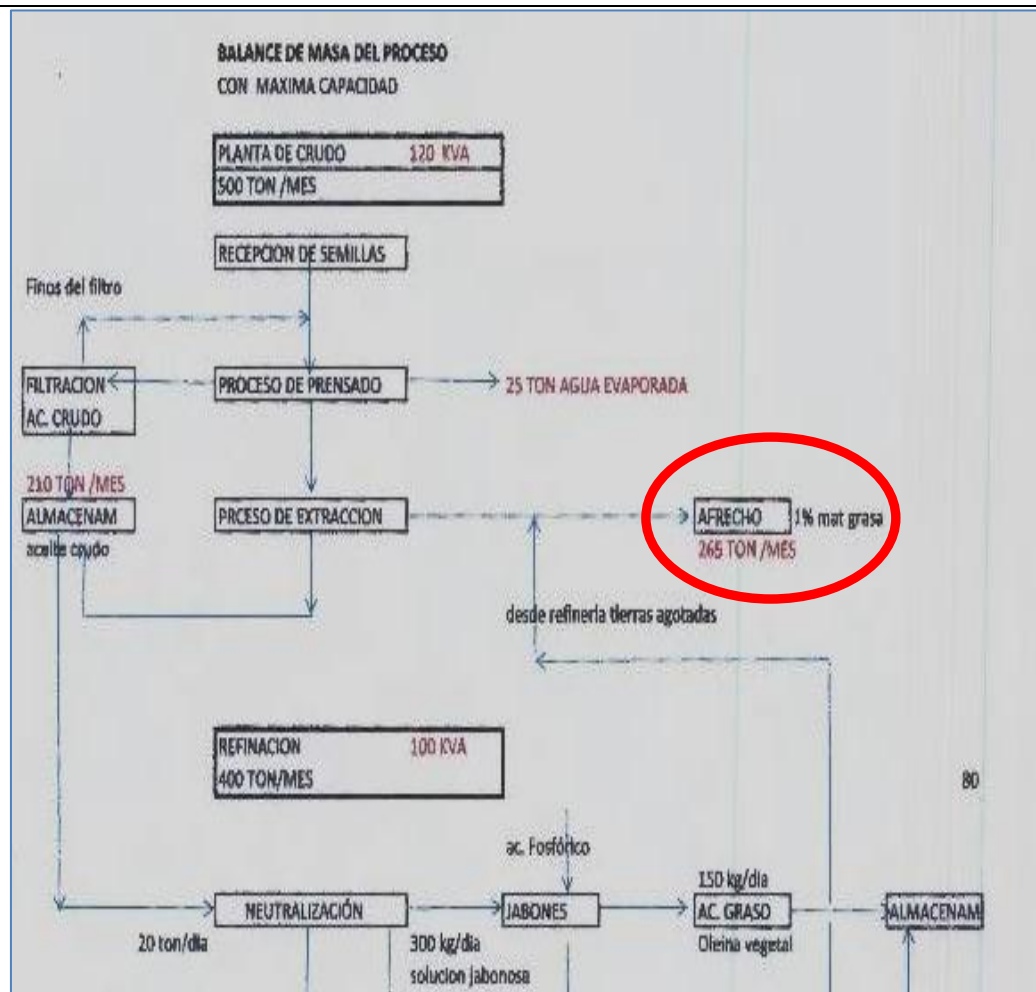 BALANCE DE MASA DEL PROCESO
CON MAXIMA CAPACIDAD
PLANTA DE CRUDO 120 KVA
500 TON /MES
RECEPCION DE SEMILLAS
Finos del filtro
FILTRACION
AC. CRUDO
PROCESO DE PRENSADO
25 TON AGUA EVAPORADA
210 TON /MES
ALMACENAM
aceite crudo
PRCESO DE EXTRACCION
AFRECHO 1% mat grasa
265 TON /MES
desde refinería tierras agotadas
REFINACION 100 KVA
400 TON/MES
80
ac. Fosfórico
150 kg/dia
NEUTRALIZACIÓN
JABONES
AC. GRASO
ALMACENAM
20 ton/dia
300 kg/dia
Oleina vegetal
solucion jabonosa